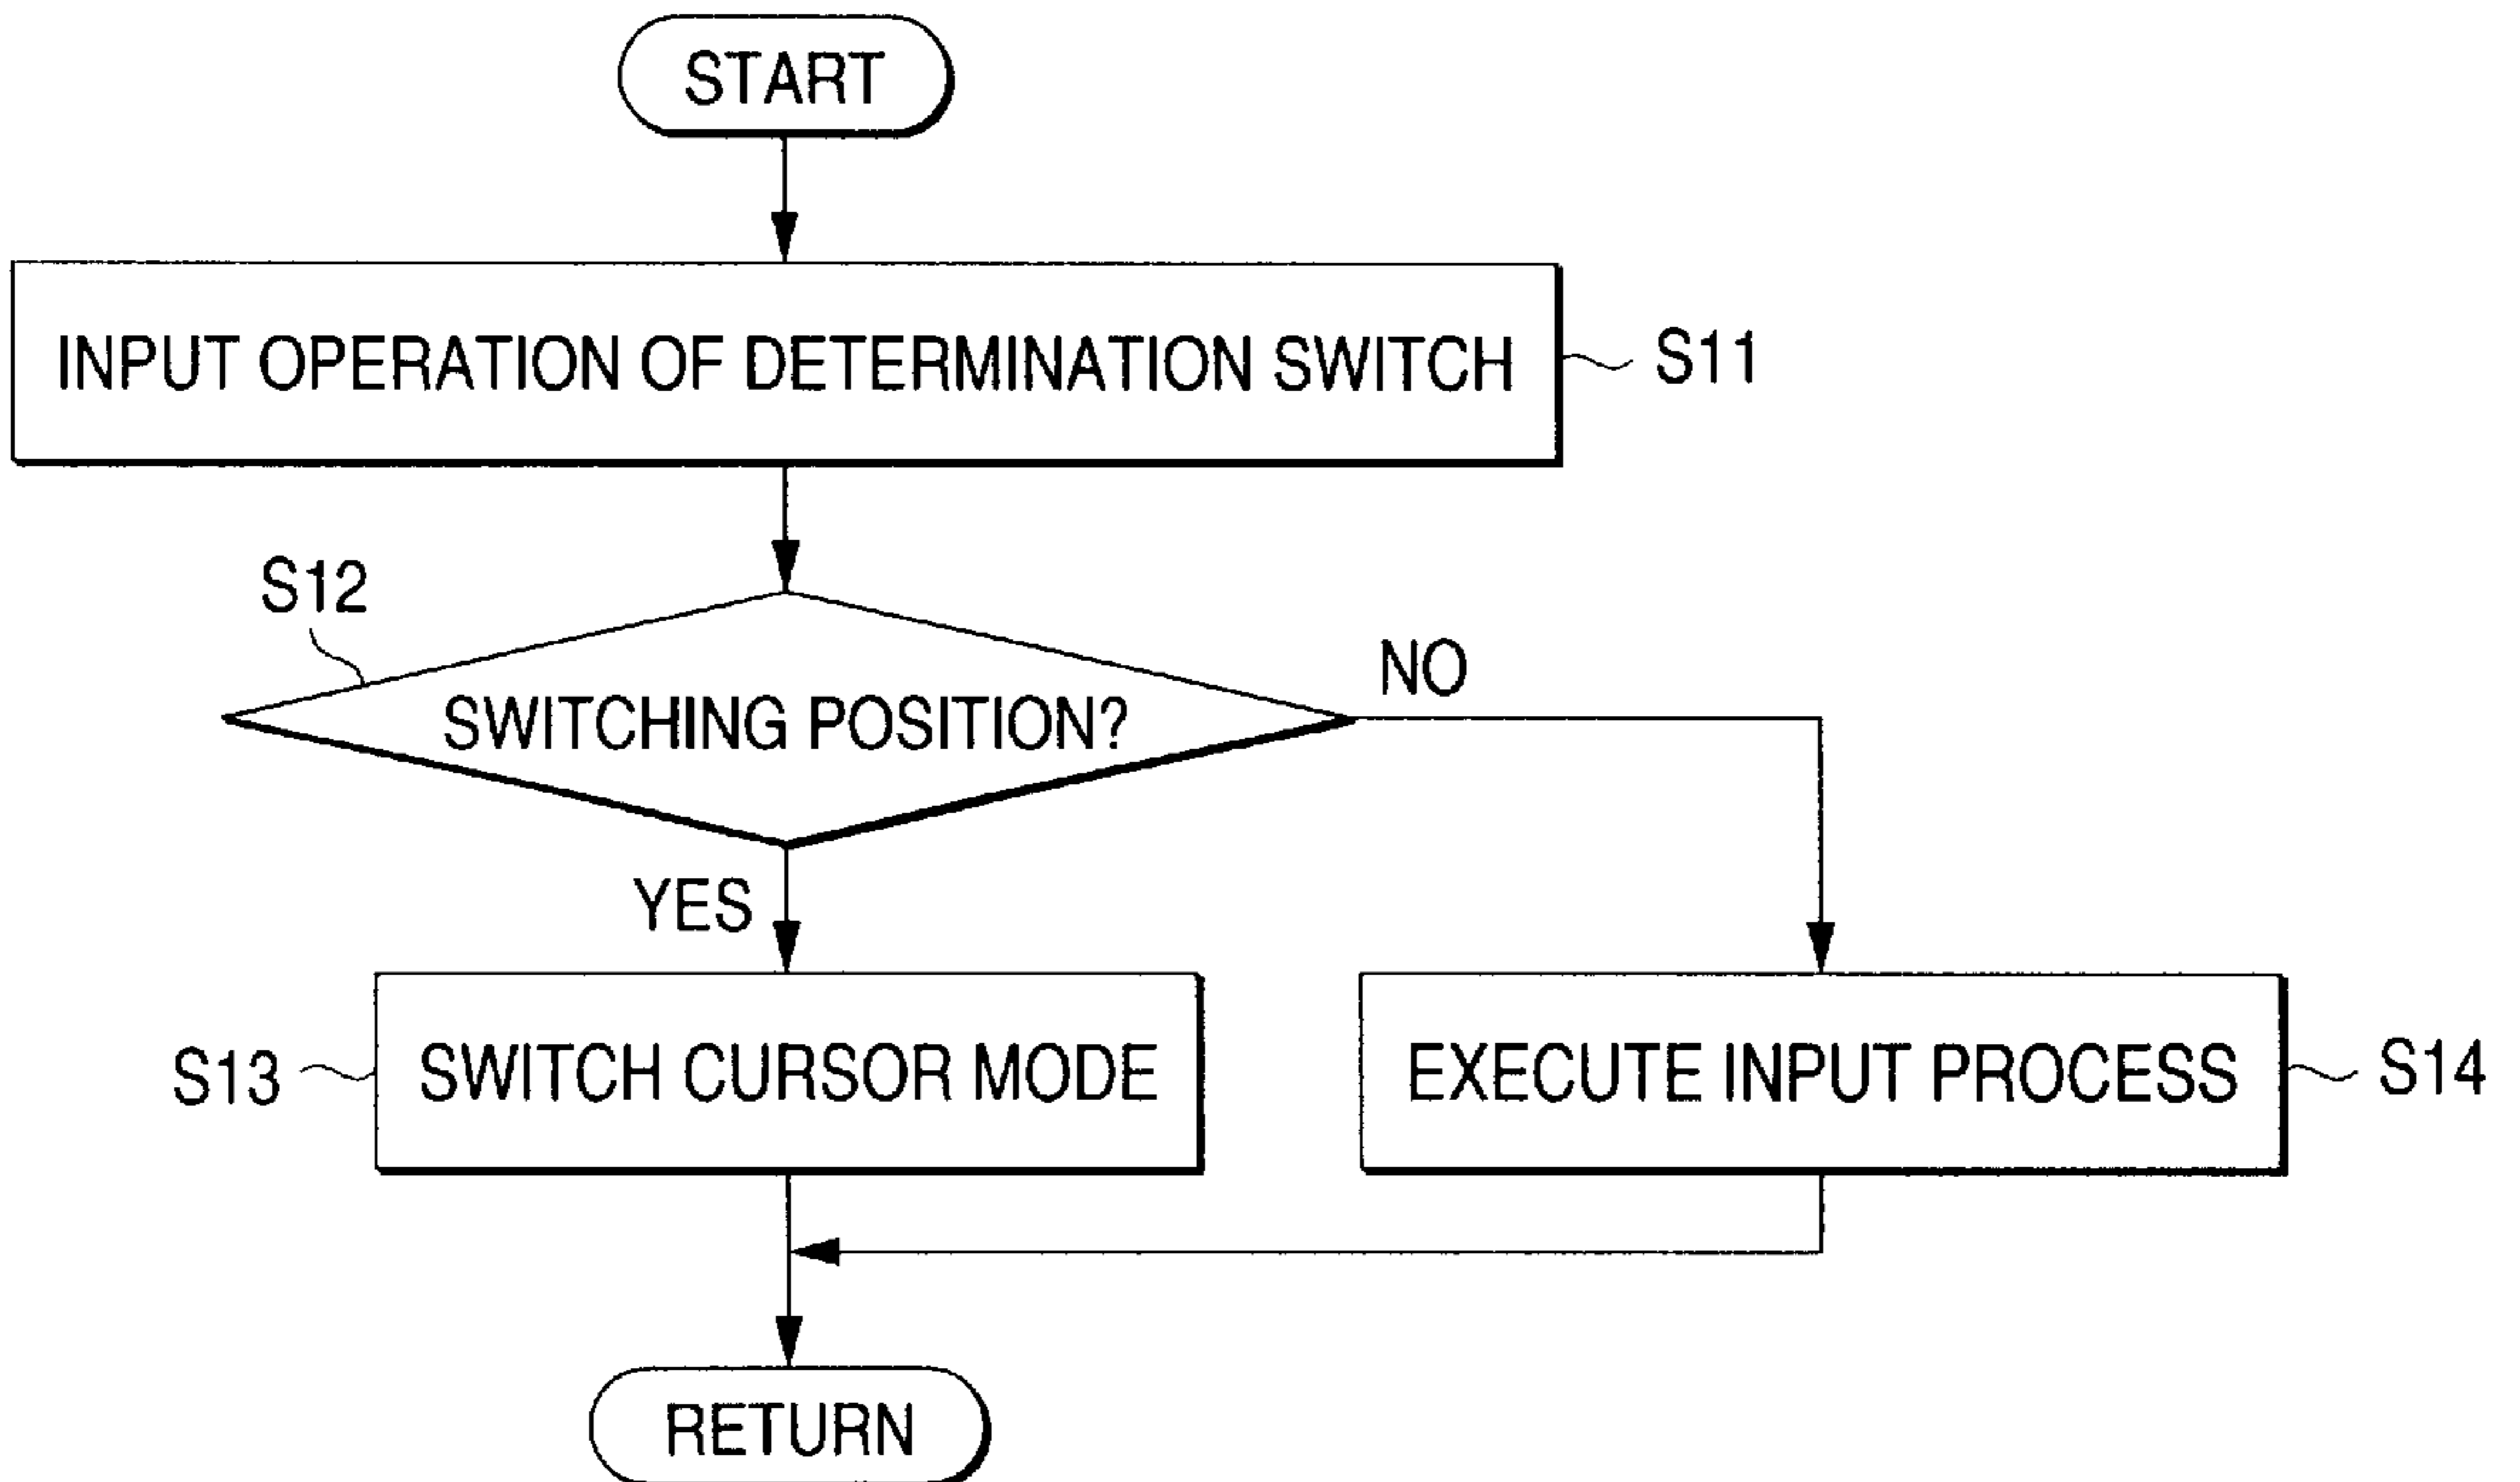 START
INPUT OPERATION OF DETERMINATION SWITCH
S11
S12
SWITCHING POSITION?
NO
YES
S13
SWITCH CURSOR MODE
EXECUTE INPUT PROCESS
S14
RETURN